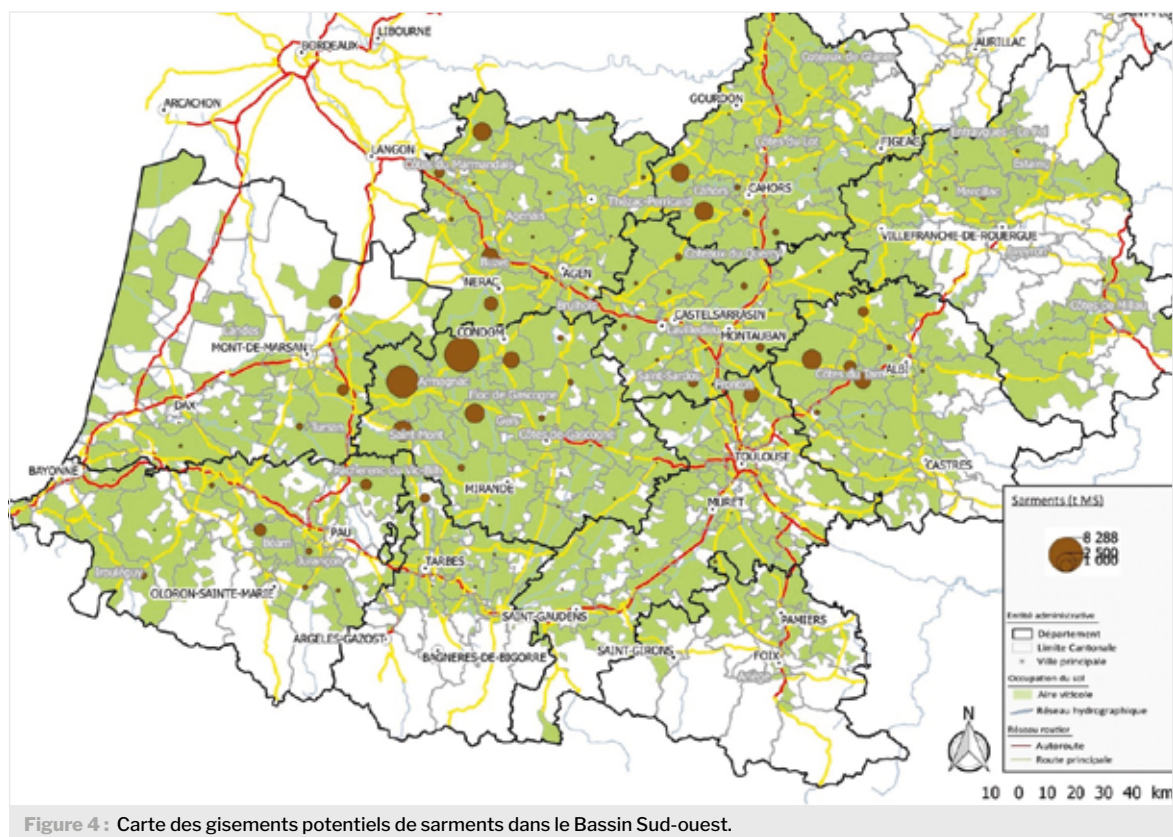 BORDEAUX
LIBOURNE
AURILLAC
ARCACHON
GOURDON
Coteaux de Glanes
LANGON
Côtes du Marmandais
Côtes du Lot
FIGEAC
Entraygues - Le Fel
Estaing
Cahors
CAHORS
Marcillac
Thézac-Perricard
Agenais
VILLEFRANCHE-DE-ROUERGUE
Coteaux du Quercy
Buzet
AGEN
NERAC
Brulhois
Côtes de Millau
CASTELSARRASIN
MONTAUBAN
Landes
CONDOM
MONT-DE-MARSAN
Saint-Sardos
Fronton
Côtes du Tarn
ALBI
Armagnac
Floc de Gascogne
Gers
DAX
Tursan
Saint Mont
Côtes de Gascogne
TOULOUSE
CASTRES
BAYONNE
Pacherenc du Vic-Bilh
MIRANDE
MURET
PAU
Béarn
Jurançon
TARBES
Irouléguy
OLORON-SAINTE-MARIE
SAINT-GAUDENS
PAMIERS
ARGELES-GAZOST
BAGNERES-DE-BIGORRE
SAINT-GIRONS
FOIX
Ariège
Sarments (t MS)
8 288
2 500
1 000
Entité administrative
Département
Limite Cantonale
Ville principale
Occupation du sol
Aire viticole
Réseau hydrographique
Réseau routier
Autoroute
Route principale
N
10 0 10 20 30 40 km
Figure 4 : Carte des gisements potentiels de sarments dans le Bassin Sud-ouest.